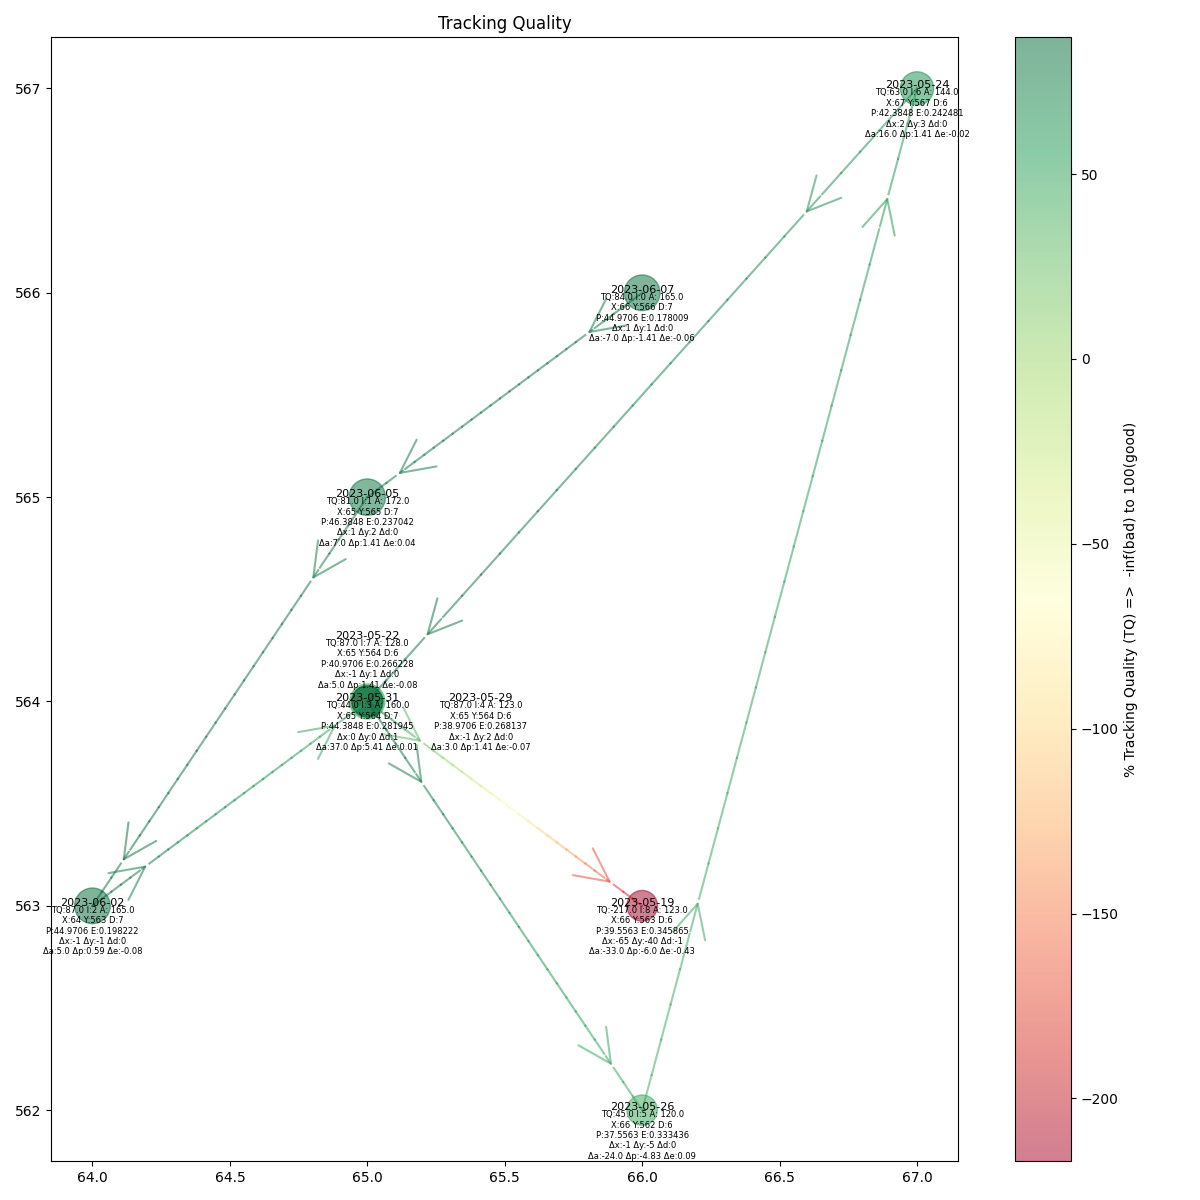 Tracking Quality
567
566
565
564
563
562
64.0
64.5
65.0
65.5
66.0
66.5
67.0
2023-05-24
TQ:63.0 I:6 A: 144.0
X:67 Y:567 D:6
P:42.3848 E:0.242481
Δx:2 Δy:3 Δd:0
Δa:16.0 Δp:1.41 Δe:-0.02
2023-06-07
TQ:84.0 I:0 A: 165.0
X:66 Y:566 D:7
P:44.9706 E:0.178009
Δx:1 Δy:1 Δd:0
Δa:-7.0 Δp:-1.41 Δe:-0.06
2023-06-05
TQ:81.0 I:1 A: 172.0
X:65 Y:565 D:7
P:46.3848 E:0.237042
Δx:1 Δy:2 Δd:0
Δa:7.0 Δp:1.41 Δe:0.04
2023-05-22
TQ:87.0 I:7 A: 128.0
X:65 Y:564 D:6
P:40.9706 E:0.266228
Δx:-1 Δy:1 Δd:0
Δa:5.0 Δp:1.41 Δe:-0.08
2023-05-31
TQ:44.0 I:3 A: 160.0
X:65 Y:564 D:7
P:44.3848 E:0.281945
Δx:0 Δy:0 Δd:1
Δa:37.0 Δp:5.41 Δe:0.01
2023-05-29
TQ:87.0 I:4 A: 123.0
X:65 Y:564 D:6
P:38.9706 E:0.268137
Δx:-1 Δy:2 Δd:0
Δa:3.0 Δp:1.41 Δe:-0.07
2023-06-02
TQ:87.0 I:2 A: 165.0
X:64 Y:563 D:7
P:44.9706 E:0.198222
Δx:-1 Δy:-1 Δd:0
Δa:5.0 Δp:0.59 Δe:-0.08
2023-05-19
TQ:-217.0 I:8 A: 123.0
X:66 Y:563 D:6
P:39.5563 E:0.345865
Δx:-65 Δy:-40 Δd:-1
Δa:-33.0 Δp:-6.0 Δe:-0.43
2023-05-26
TQ:45.0 I:5 A: 120.0
X:66 Y:562 D:6
P:37.5563 E:0.333436
Δx:-1 Δy:-5 Δd:0
Δa:-24.0 Δp:-4.83 Δe:0.09
50
0
−50
−100
−150
−200
% Tracking Quality (TQ) => -inf(bad) to 100(good)